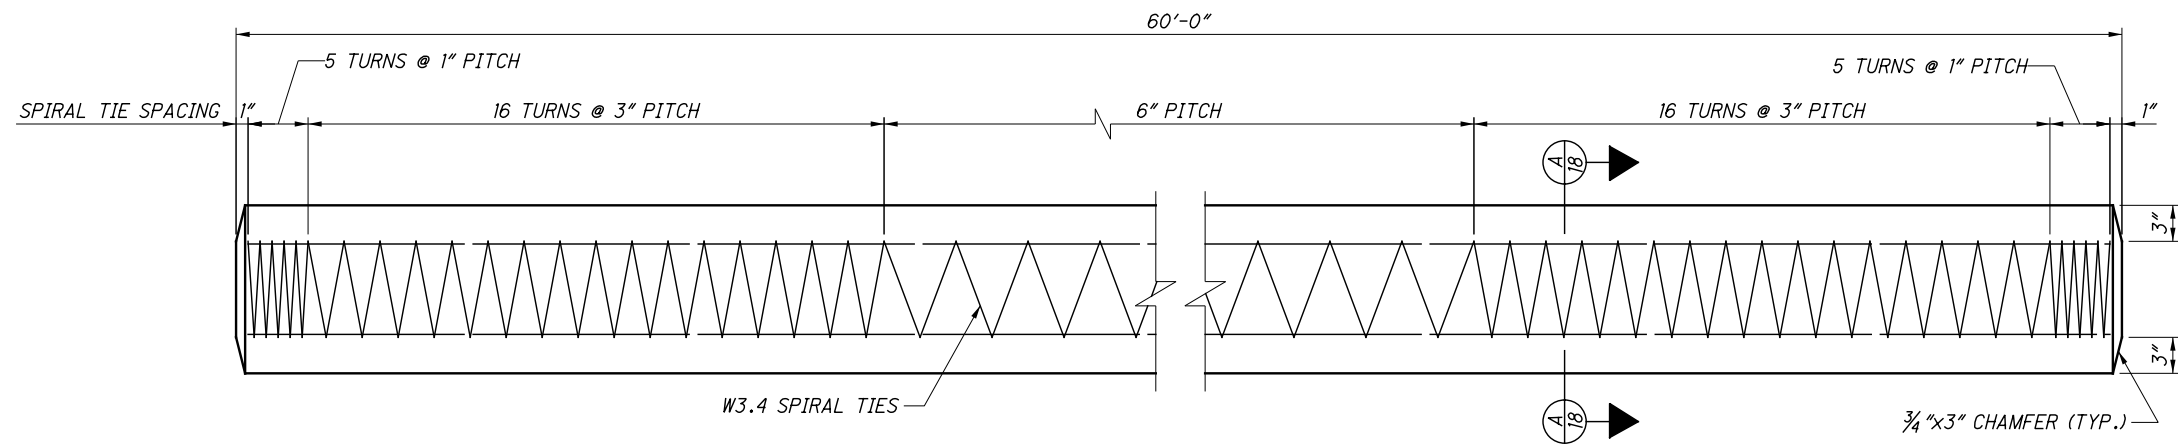 60'-0"
5 TURNS @ 1" PITCH
5 TURNS @ 1" PITCH
SPIRAL TIE SPACING 1" 16 TURNS @ 3" PITCH 6" PITCH 16 TURNS @ 3" PITCH 1"
A
18
3"
3"
W3.4 SPIRAL TIES
A
18
¾"x3" CHAMFER (TYP.)